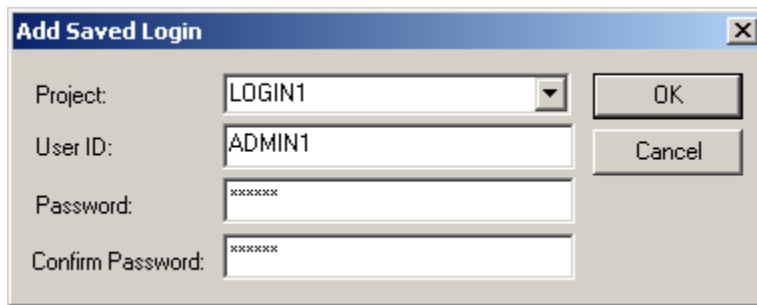 Add Saved Login
Project: LOGIN1 OK
User ID: ADMIN1 Cancel
Password: ******
Confirm Password: ******